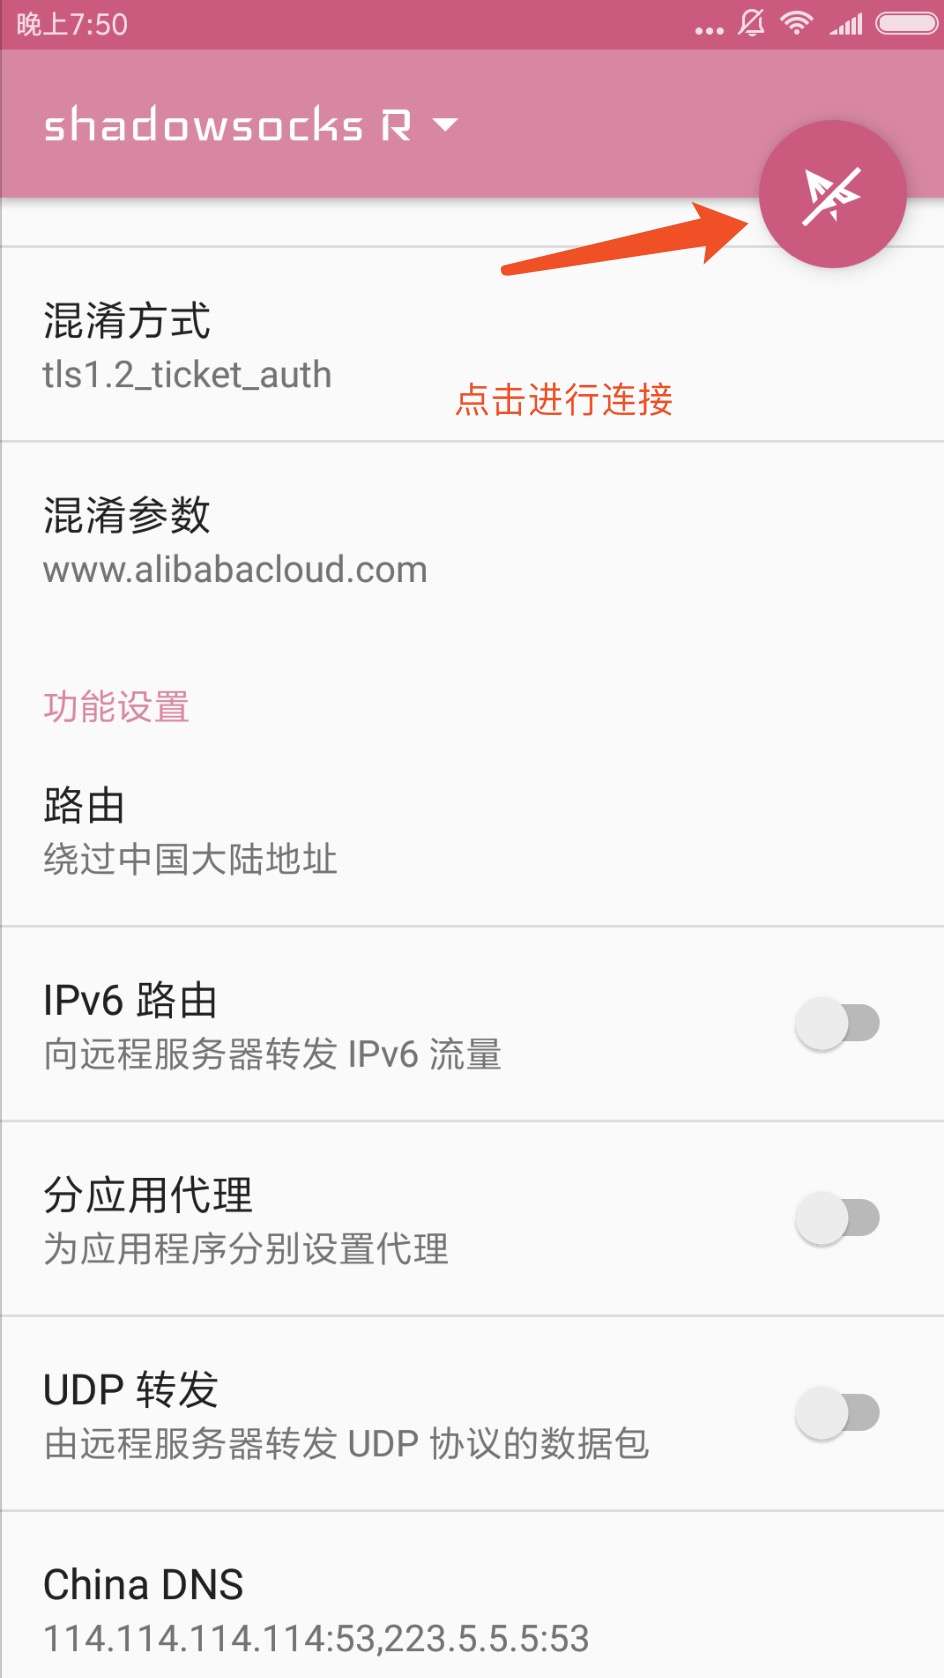 晚上7:50
shadowsocks R
混淆方式
tls1.2_ticket_auth
点击进行连接
混淆参数
www.alibabacloud.com
功能设置
路由
绕过中国大陆地址
IPv6 路由
向远程服务器转发 IPv6 流量
分应用代理
为应用程序分别设置代理
UDP 转发
由远程服务器转发 UDP 协议的数据包
China DNS
114.114.114.114:53,223.5.5.5:53